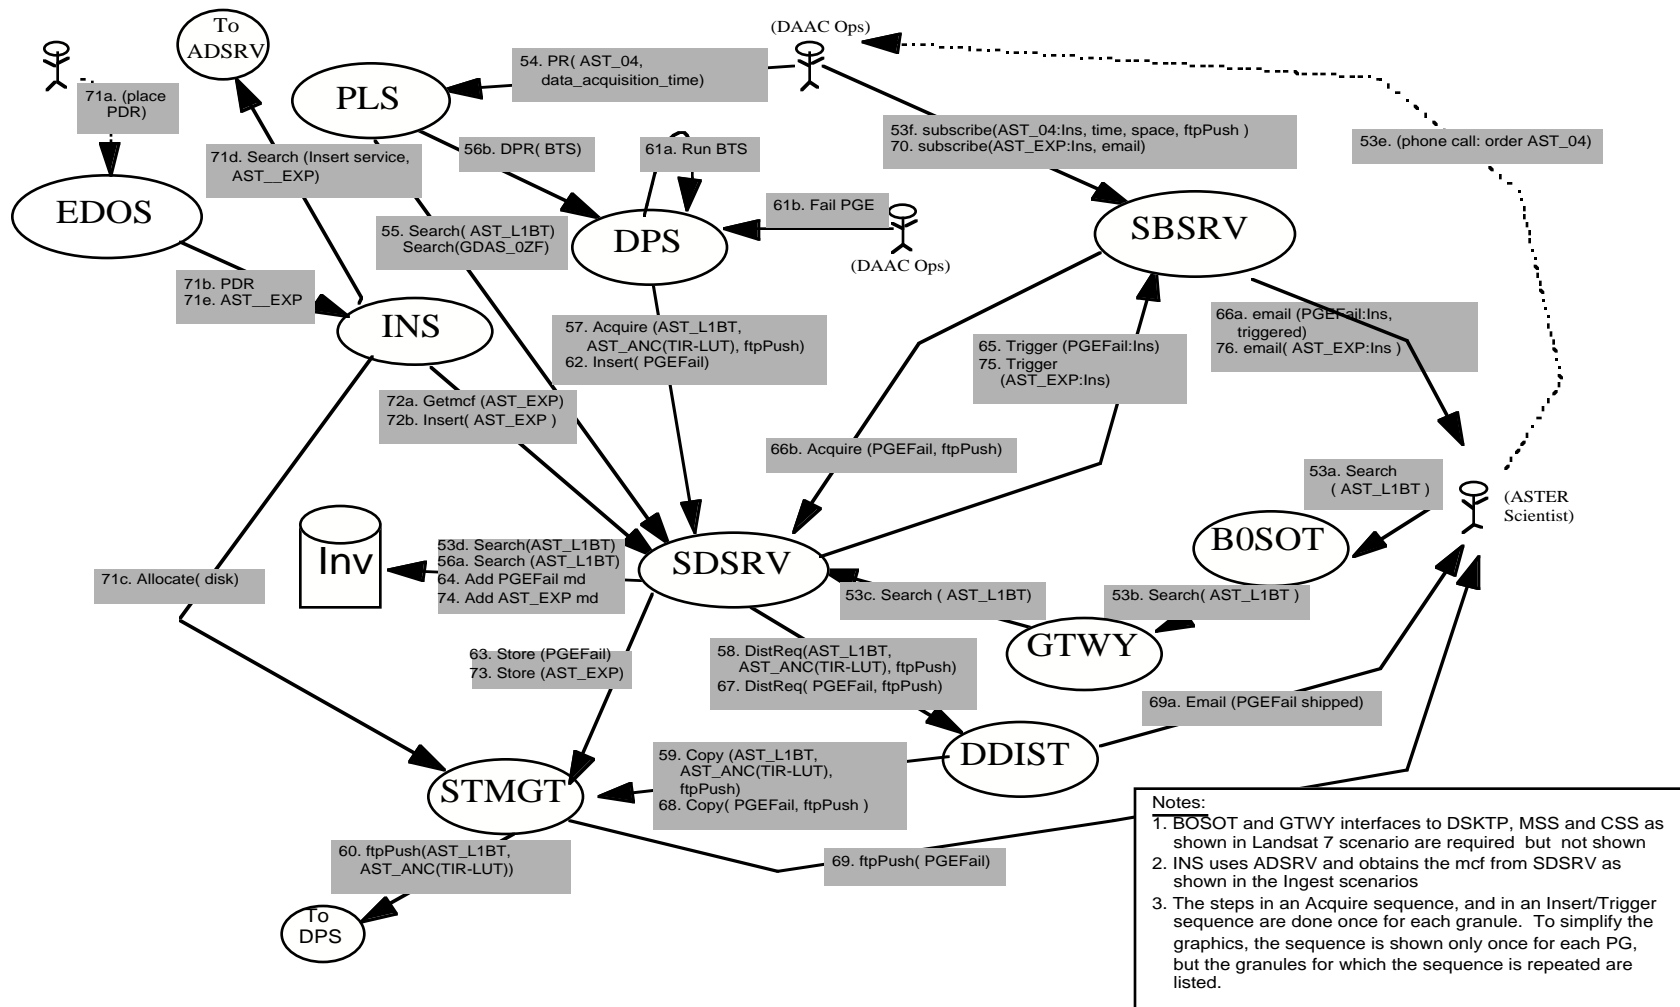 To
ADSRV
(DAAC Ops)
54. PR( AST_04,
data_acquisition_time)
71a. (place
PDR)
PLS
53f. subscribe(AST_04:Ins, time, space, ftpPush )
70. subscribe(AST_EXP:Ins, email)
53e. (phone call: order AST_04)
71d. Search (Insert service,
AST__EXP)
56b. DPR( BTS)
61a. Run BTS
EDOS
61b. Fail PGE
55. Search( AST_L1BT)
Search(GDAS_0ZF)
DPS
SBSRV
(DAAC Ops)
71b. PDR
71e. AST__EXP
INS
57. Acquire (AST_L1BT,
AST_ANC(TIR-LUT), ftpPush)
62. Insert( PGEFail)
65. Trigger (PGEFail:Ins)
75. Trigger
(AST_EXP:Ins)
66a. email (PGEFail:Ins,
triggered)
76. email( AST_EXP:Ins )
72a. Getmcf (AST_EXP)
72b. Insert( AST_EXP )
66b. Acquire (PGEFail, ftpPush)
53a. Search
( AST_L1BT )
(ASTER
Scientist)
B0SOT
Inv
53d. Search(AST_L1BT)
56a. Search (AST_L1BT)
64. Add PGEFail md
74. Add AST_EXP md
SDSRV
71c. Allocate( disk)
53c. Search ( AST_L1BT)
53b. Search( AST_L1BT )
GTWY
63. Store (PGEFail)
73. Store (AST_EXP)
58. DistReq(AST_L1BT,
AST_ANC(TIR-LUT), ftpPush)
67. DistReq( PGEFail, ftpPush)
69a. Email (PGEFail shipped)
DDIST
59. Copy (AST_L1BT,
AST_ANC(TIR-LUT),
ftpPush)
68. Copy( PGEFail, ftpPush )
STMGT
60. ftpPush(AST_L1BT,
AST_ANC(TIR-LUT))
69. ftpPush( PGEFail)
To
DPS
Notes:
1. BOSOT and GTWY interfaces to DSKTP, MSS and CSS as
shown in Landsat 7 scenario are required but not shown
2. INS uses ADSRV and obtains the mcf from SDSRV as
shown in the Ingest scenarios
3. The steps in an Acquire sequence, and in an Insert/Trigger
sequence are done once for each granule. To simplify the
graphics, the sequence is shown only once for each PG,
but the granules for which the sequence is repeated are
listed.